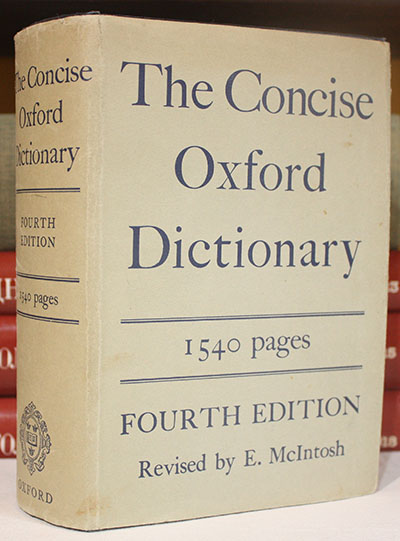 The Concise
Oxford
Dictionary
1540 pages
FOURTH EDITION
Revised by E. McIntosh
The Concise
Oxford
Dictionary
FOURTH
EDITION
1540 pages
OXFORD